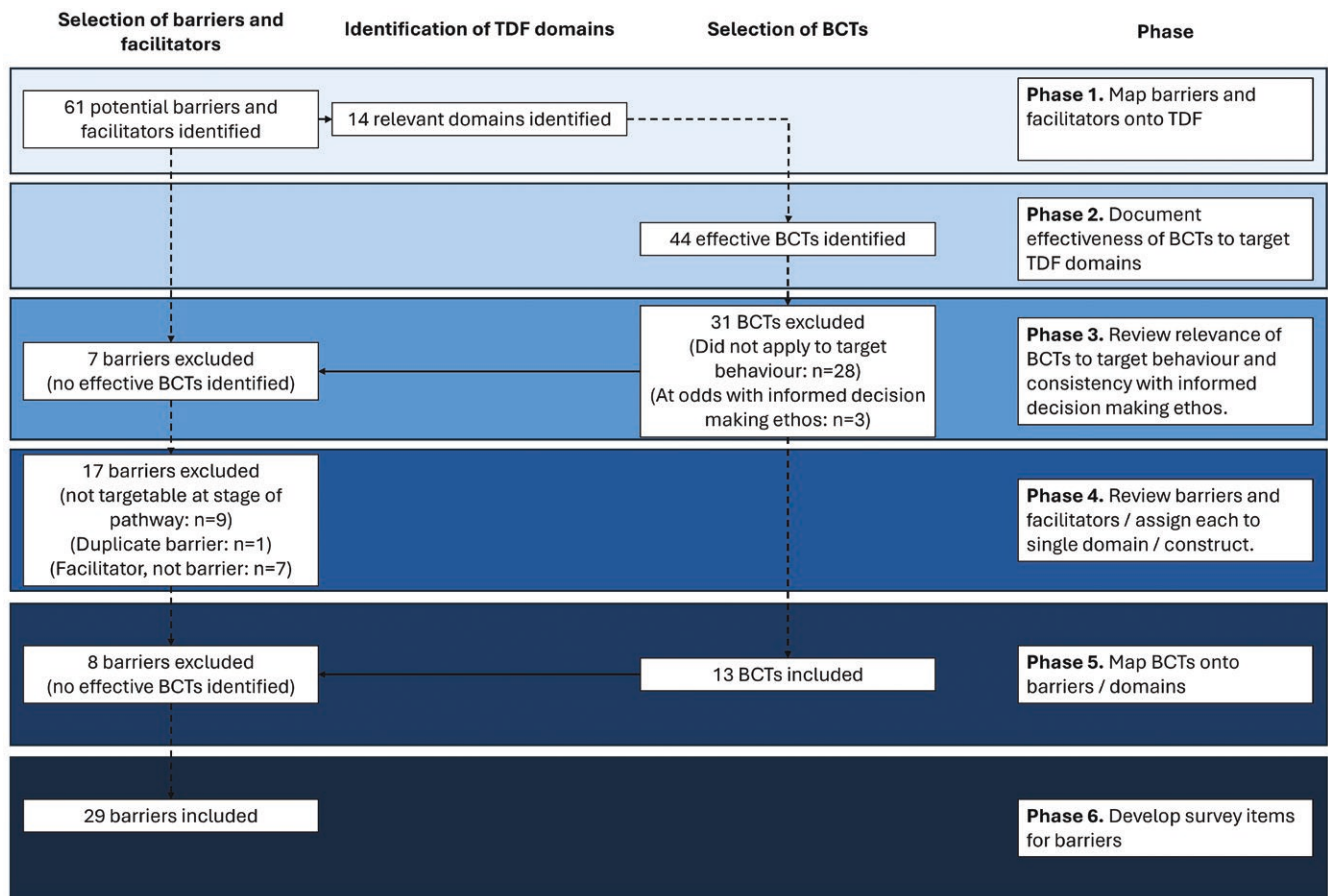 Selection of barriers and
facilitators
Identification of TDF domains
Selection of BCTs
Phase
61 potential barriers and
facilitators identified
14 relevant domains identified
Phase 1. Map barriers and
facilitators onto TDF
44 effective BCTs identified
Phase 2. Document
effectiveness of BCTs to target
TDF domains
7 barriers excluded
(no effective BCTs identified)
31 BCTs excluded
(Did not apply to target
behaviour: n=28)
(At odds with informed decision
making ethos: n=3)
Phase 3. Review relevance of
BCTs to target behaviour and
consistency with informed
decision making ethos.
17 barriers excluded
(not targetable at stage of
pathway: n=9)
(Duplicate barrier: n=1)
(Facilitator, not barrier: n=7)
Phase 4. Review barriers and
facilitators / assign each to
single domain / construct.
8 barriers excluded
(no effective BCTs identified)
13 BCTs included
Phase 5. Map BCTs onto
barriers / domains
29 barriers included
Phase 6. Develop survey items
for barriers